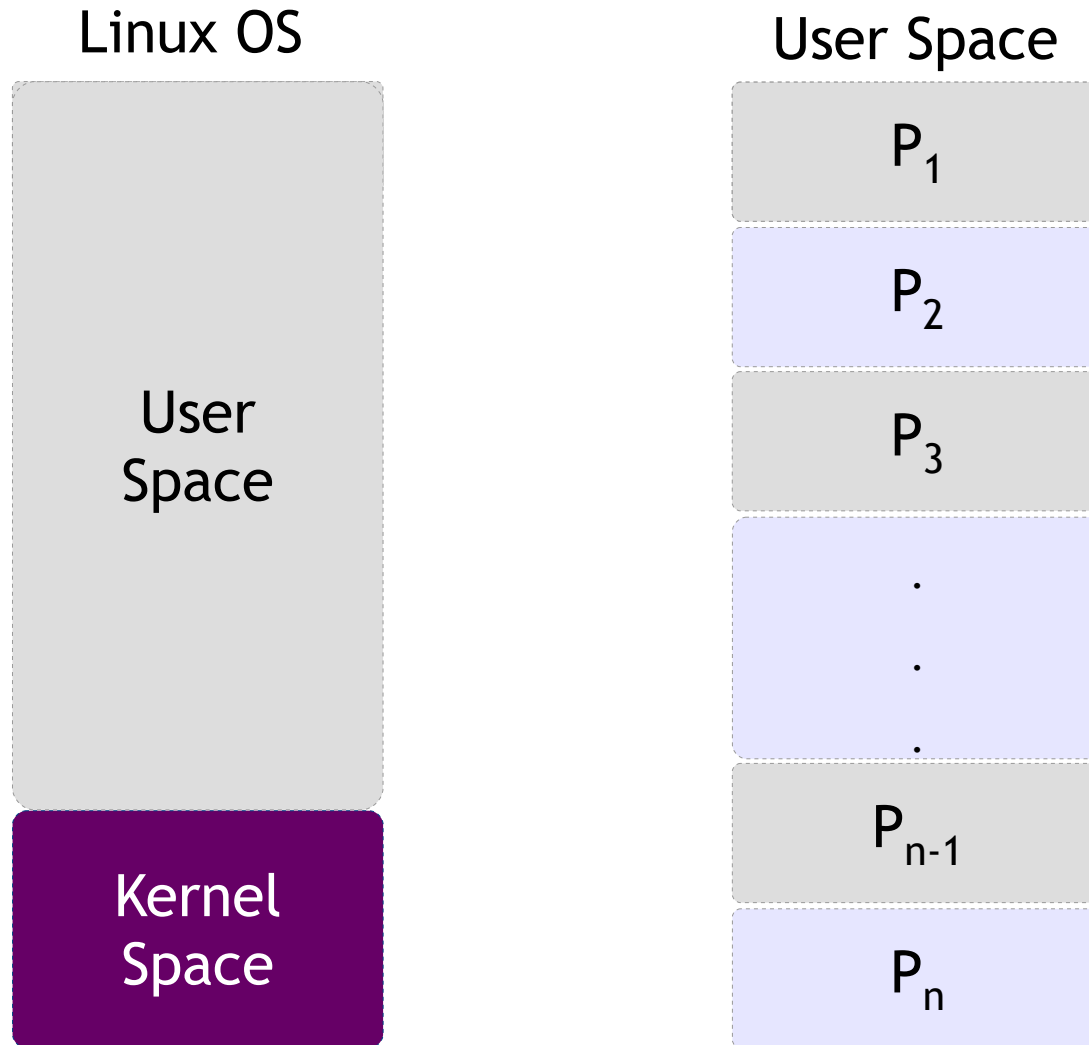 Linux OS
User
Space
Kernel
Space
User Space
P₁
P₂
P₃
.
.
.
Pₙ₋₁
Pₙ